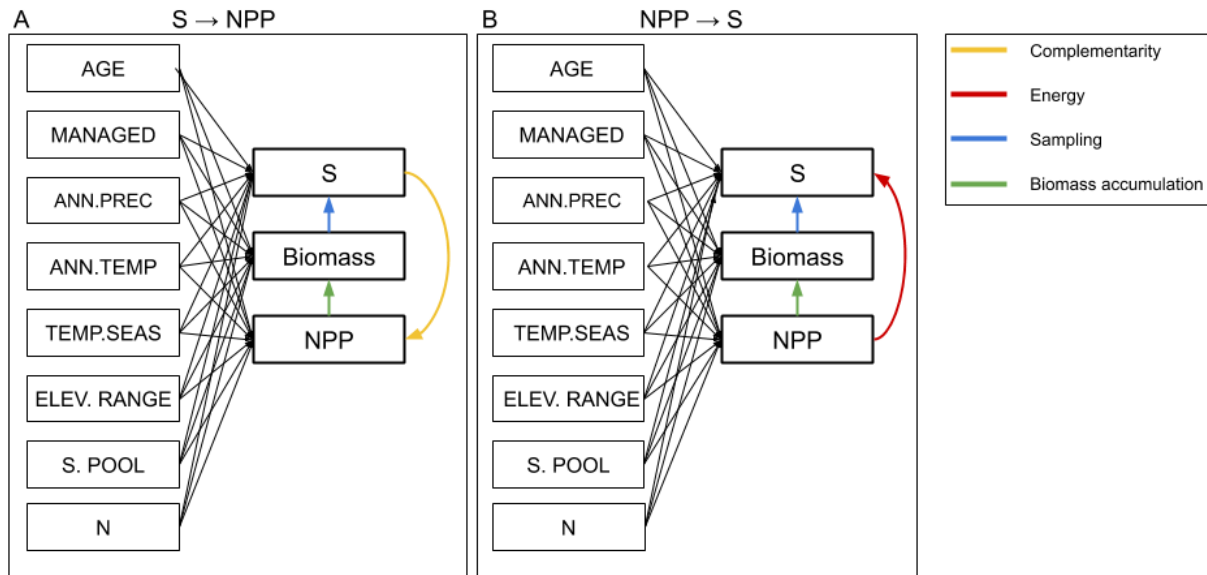 A
S → NPP
AGE
MANAGED
ANN.PREC
ANN.TEMP
TEMP.SEAS
ELEV. RANGE
S. POOL
N
S
Biomass
NPP
B
NPP → S
AGE
MANAGED
ANN.PREC
ANN.TEMP
TEMP.SEAS
ELEV. RANGE
S. POOL
N
S
Biomass
NPP
Complementarity
Energy
Sampling
Biomass accumulation